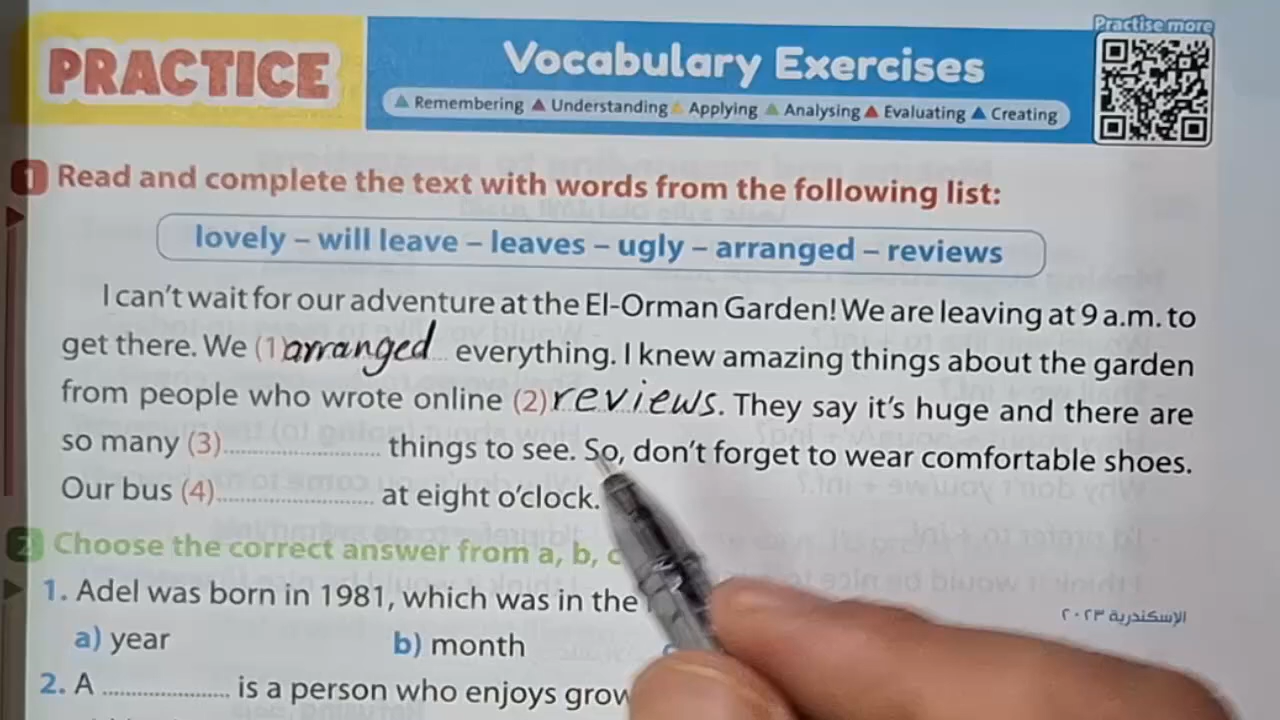 Practise more
PRACTICE
Vocabulary Exercises
Remembering Understanding Applying Analysing Evaluating Creating
1 Read and complete the text with words from the following list:
lovely – will leave – leaves – ugly – arranged – reviews
I can't wait for our adventure at the El-Orman Garden! We are leaving at 9 a.m. to
get there. We (1) arranged everything. I knew amazing things about the garden
from people who wrote online (2) reviews. They say it's huge and there are
so many (3).......................... things to see. So, don't forget to wear comfortable shoes.
Our bus (4).......................... at eight o'clock.
2 Choose the correct answer from a, b, c
1. Adel was born in 1981, which was in the
الإسكندرية ٢٠٢٣
a) year b) month
2. A ...................... is a person who enjoys